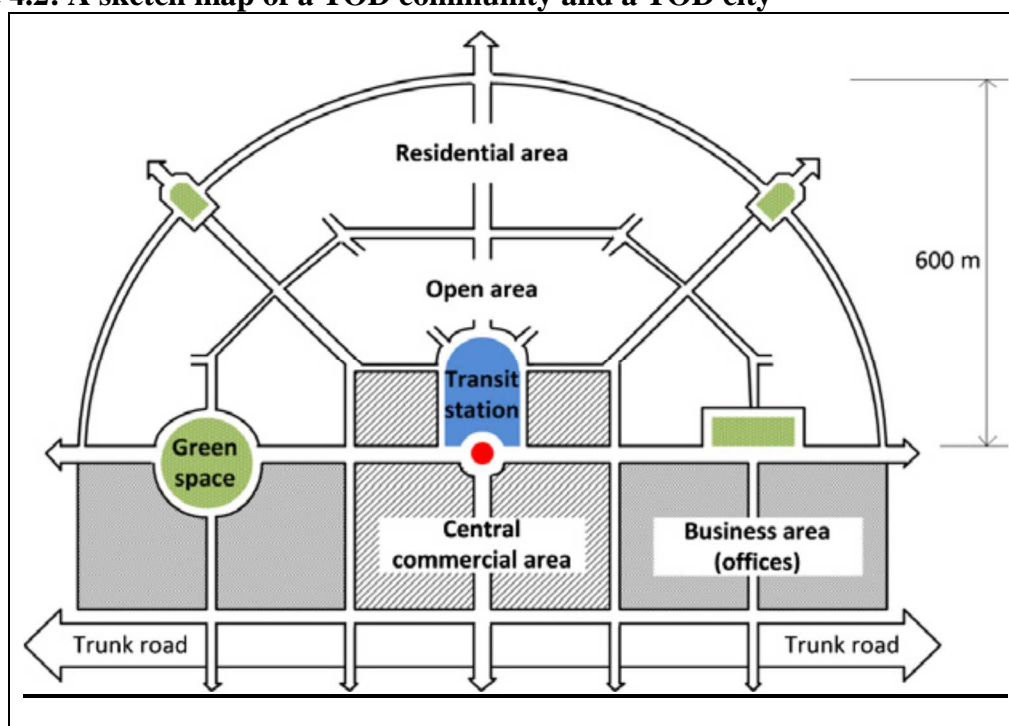 4.2: A sketch map of a TOD community and a TOD city
Residential area
600 m
Open area
Transit
station
Green
space
Central
commercial area
Business area
(offices)
Trunk road
Trunk road